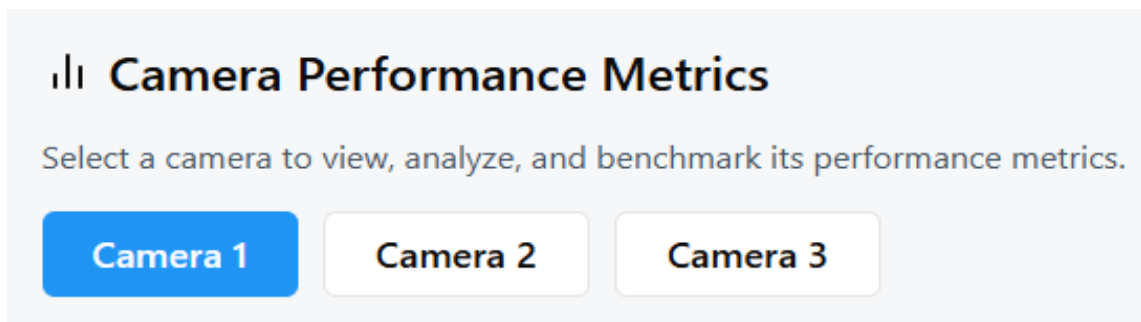 Camera Performance Metrics
Select a camera to view, analyze, and benchmark its performance metrics.
Camera 1 Camera 2 Camera 3